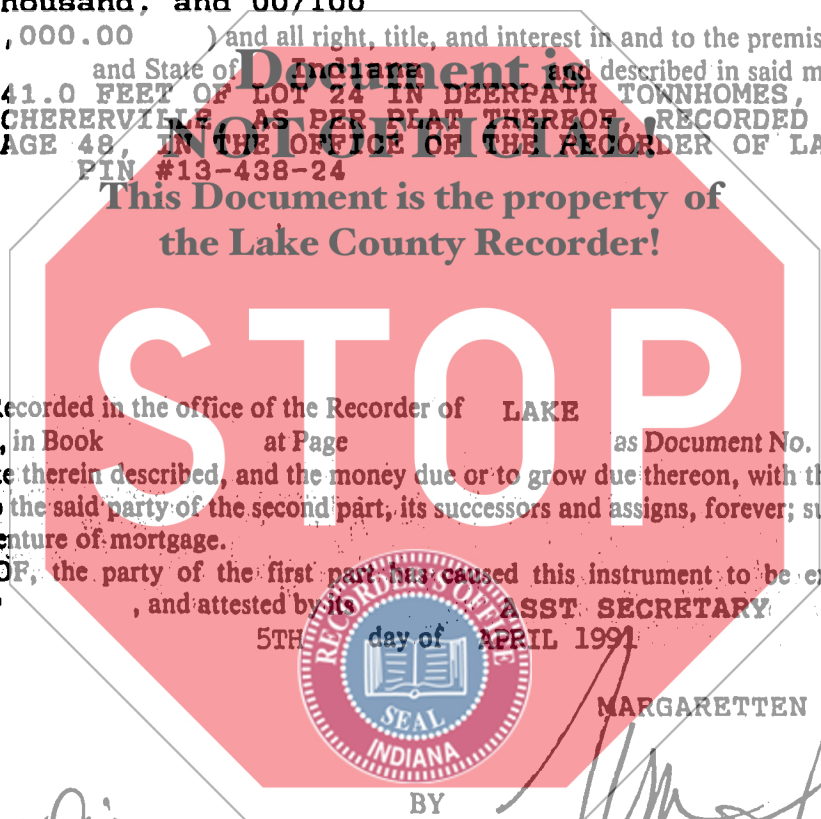 housand, and 00/100
,000.00 ) and all right, title, and interest in and to the premis
and State of Indiana and described in said m
Document is
41.0 FEET OF LOT 24 IN DEERPATH TOWNHOMES,
CHERERVILLE, AS PER PLAT THEREOF, RECORDED
NOT OFFICIAL!
AGE 48, IN THE OFFICE OF THE RECORDER OF LA
PIN #13-438-24
This Document is the property of
the Lake County Recorder!
STOP
ecorded in the office of the Recorder of LAKE
, in Book at Page as Document No.
e therein described, and the money due or to grow due thereon, with th
the said party of the second part, its successors and assigns, forever; su
enture of mortgage.
OF, the party of the first part has caused this instrument to be e
, and attested by its ASST SECRETARY
5TH day of APRIL 1991
RECORDER'S OFFICE
SEAL
INDIANA
MARGARETTEN
BY